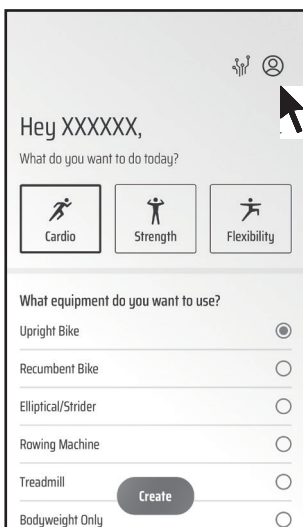 Hey XXXXXX,
What do you want to do today?
Cardio Strength Flexibility
What equipment do you want to use?
Upright Bike
Recumbent Bike
Elliptical/Strider
Rowing Machine
Treadmill
Create
Bodyweight Only